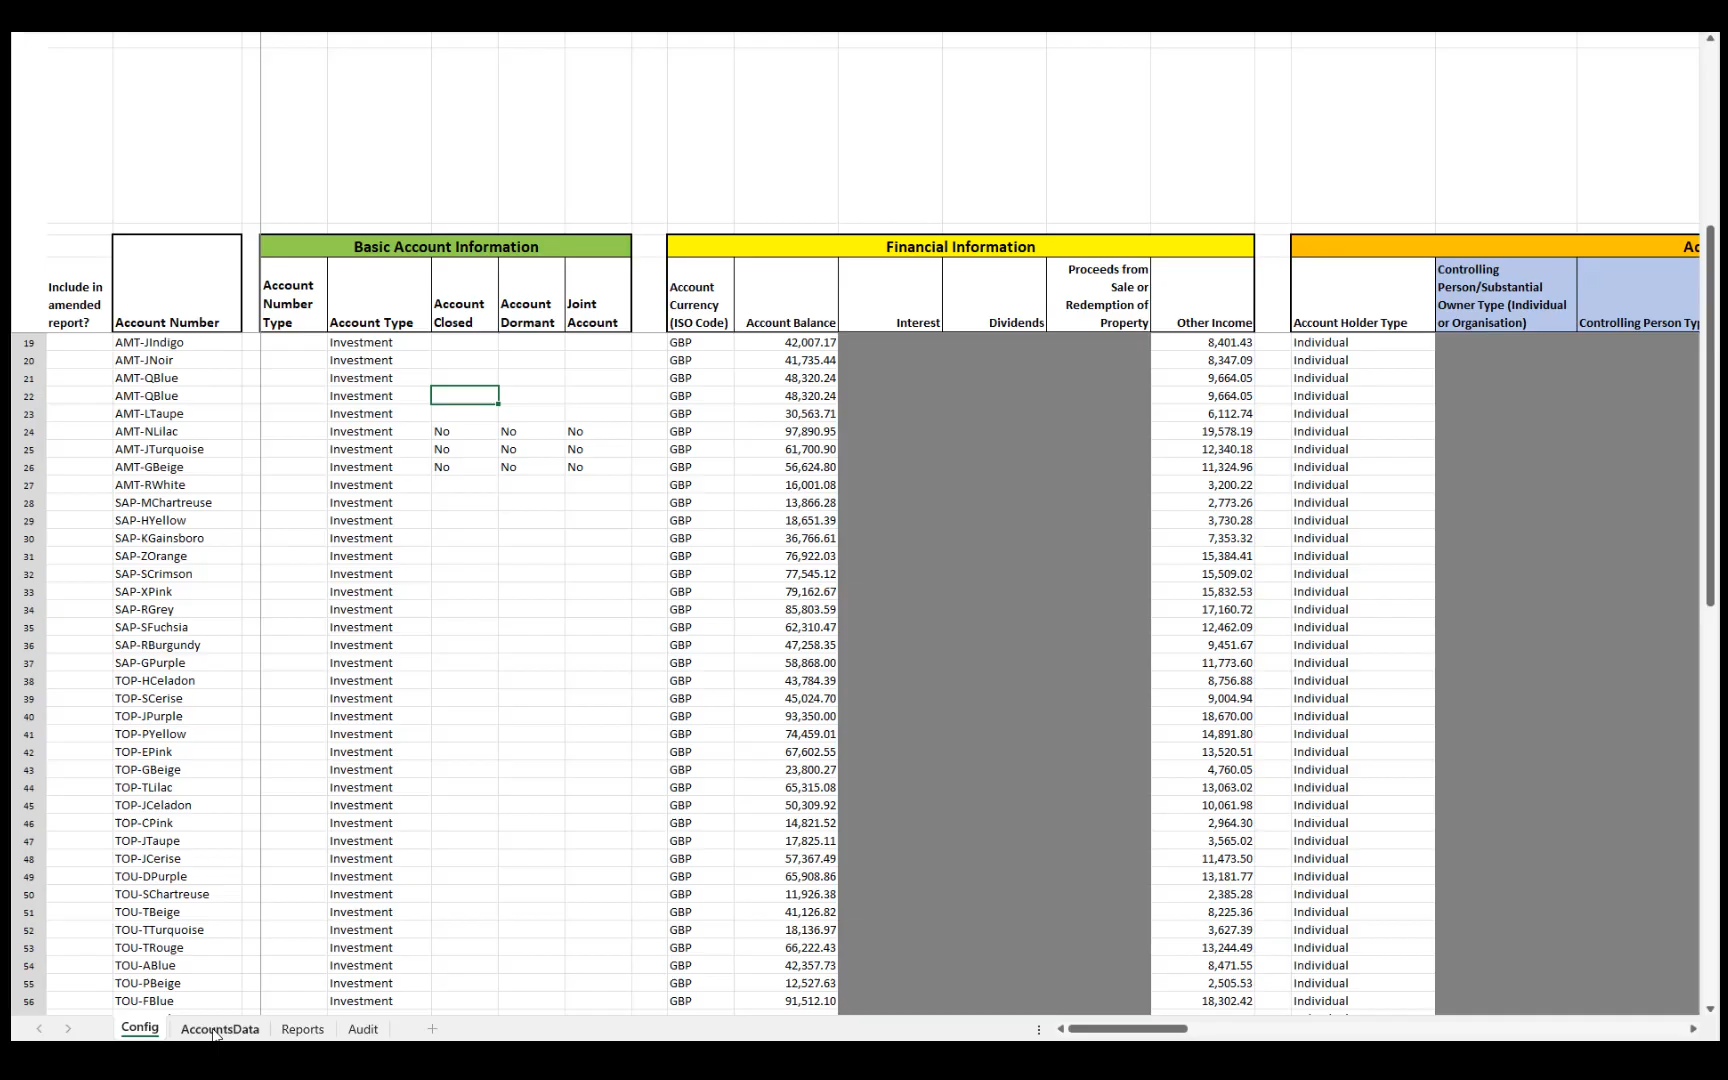 Basic Account Information Financial Information Ac
Include in amended report? Account Number Account Number Type Account Type Account Closed Account Dormant Joint Account Account Currency (ISO Code) Account Balance Interest Dividends Proceeds from Sale or Redemption of Property Other Income Account Holder Type Controlling Person/Substantial Owner Type (Individual or Organisation) Controlling Person Typ
19 AMT-JIndigo Investment GBP 42,007.17 8,401.43 Individual
20 AMT-JNoir Investment GBP 41,735.44 8,347.09 Individual
21 AMT-QBlue Investment GBP 48,320.24 9,664.05 Individual
22 AMT-QBlue Investment GBP 48,320.24 9,664.05 Individual
23 AMT-LTaupe Investment GBP 30,563.71 6,112.74 Individual
24 AMT-NLilac Investment No No No GBP 97,890.95 19,578.19 Individual
25 AMT-JTurquoise Investment No No No GBP 61,700.90 12,340.18 Individual
26 AMT-GBeige Investment No No No GBP 56,624.80 11,324.96 Individual
27 AMT-RWhite Investment GBP 16,001.08 3,200.22 Individual
28 SAP-MChartreuse Investment GBP 13,866.28 2,773.26 Individual
29 SAP-HYellow Investment GBP 18,651.39 3,730.28 Individual
30 SAP-KGainsboro Investment GBP 36,766.61 7,353.32 Individual
31 SAP-ZOrange Investment GBP 76,922.03 15,384.41 Individual
32 SAP-SCrimson Investment GBP 77,545.12 15,509.02 Individual
33 SAP-XPink Investment GBP 79,162.67 15,832.53 Individual
34 SAP-RGrey Investment GBP 85,803.59 17,160.72 Individual
35 SAP-SFuchsia Investment GBP 62,310.47 12,462.09 Individual
36 SAP-RBurgundy Investment GBP 47,258.35 9,451.67 Individual
37 SAP-GPurple Investment GBP 58,868.00 11,773.60 Individual
38 TOP-HCeladon Investment GBP 43,784.39 8,756.88 Individual
39 TOP-SCerise Investment GBP 45,024.70 9,004.94 Individual
40 TOP-JPurple Investment GBP 93,350.00 18,670.00 Individual
41 TOP-PYellow Investment GBP 74,459.01 14,891.80 Individual
42 TOP-EPink Investment GBP 67,602.55 13,520.51 Individual
43 TOP-GBeige Investment GBP 23,800.27 4,760.05 Individual
44 TOP-TLilac Investment GBP 65,315.08 13,063.02 Individual
45 TOP-JCeladon Investment GBP 50,309.92 10,061.98 Individual
46 TOP-CPink Investment GBP 14,821.52 2,964.30 Individual
47 TOP-JTaupe Investment GBP 17,825.11 3,565.02 Individual
48 TOP-JCerise Investment GBP 57,367.49 11,473.50 Individual
49 TOU-DPurple Investment GBP 65,908.86 13,181.77 Individual
50 TOU-SChartreuse Investment GBP 11,926.38 2,385.28 Individual
51 TOU-TBeige Investment GBP 41,126.82 8,225.36 Individual
52 TOU-TTurquoise Investment GBP 18,136.97 3,627.39 Individual
53 TOU-TRouge Investment GBP 66,222.43 13,244.49 Individual
54 TOU-ABlue Investment GBP 42,357.73 8,471.55 Individual
55 TOU-PBeige Investment GBP 12,527.63 2,505.53 Individual
56 TOU-FBlue Investment GBP 91,512.10 18,302.42 Individual
Config AccountsData Reports Audit